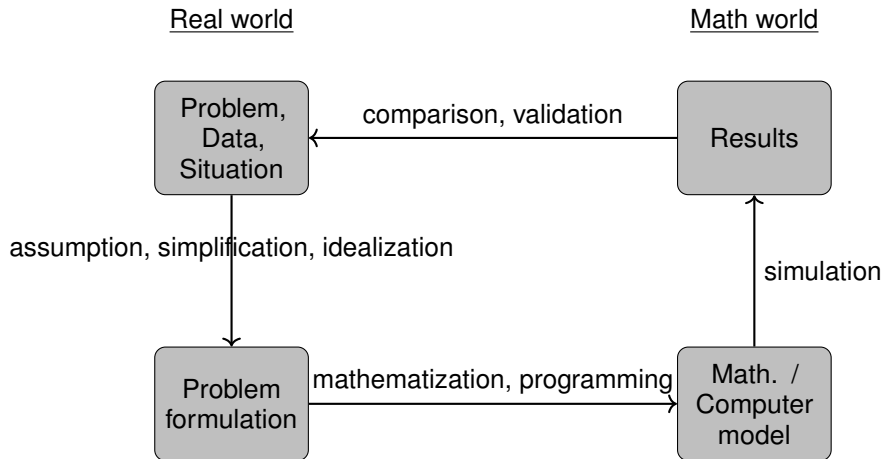 Real world
Math world
Problem,
Data,
Situation
comparison, validation
Results
assumption, simplification, idealization
simulation
Problem
formulation
mathematization, programming
Math. /
Computer
model